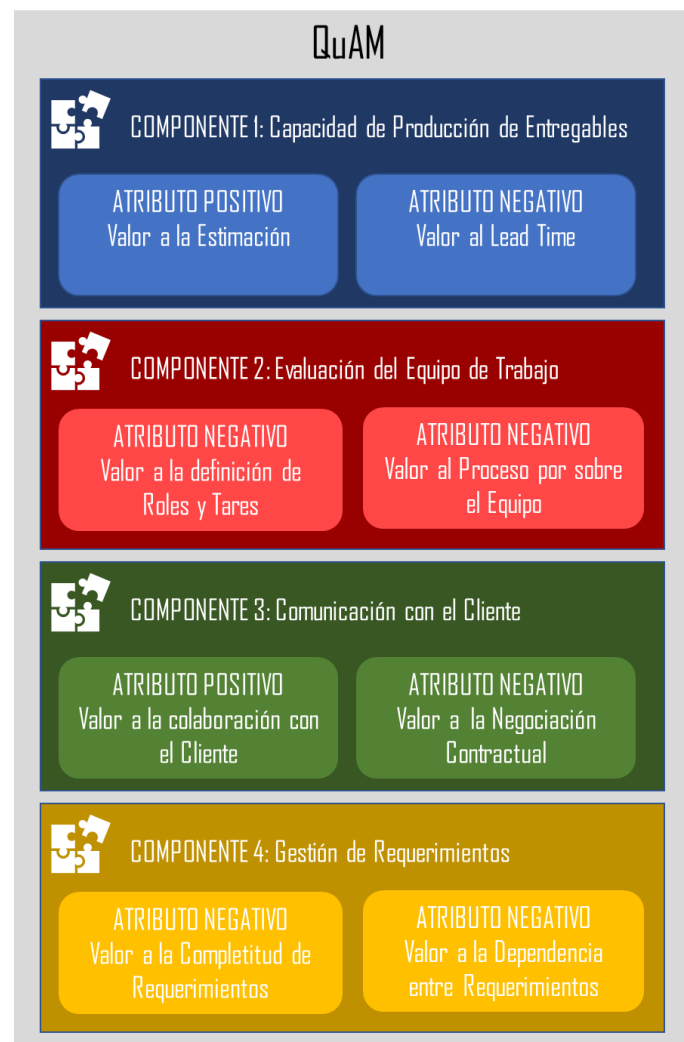 QuAM
COMPONENTE 1: Capacidad de Producción de Entregables
ATRIBUTO POSITIVO
Valor a la Estimación
ATRIBUTO NEGATIVO
Valor al Lead Time
COMPONENTE 2: Evaluación del Equipo de Trabajo
ATRIBUTO NEGATIVO
Valor a la definición de
Roles y Tares
ATRIBUTO NEGATIVO
Valor al Proceso por sobre
el Equipo
COMPONENTE 3: Comunicación con el Cliente
ATRIBUTO POSITIVO
Valor a la colaboración con
el Cliente
ATRIBUTO NEGATIVO
Valor a la Negociación
Contractual
COMPONENTE 4: Gestión de Requerimientos
ATRIBUTO NEGATIVO
Valor a la Completitud de
Requerimientos
ATRIBUTO NEGATIVO
Valor a la Dependencia
entre Requerimientos